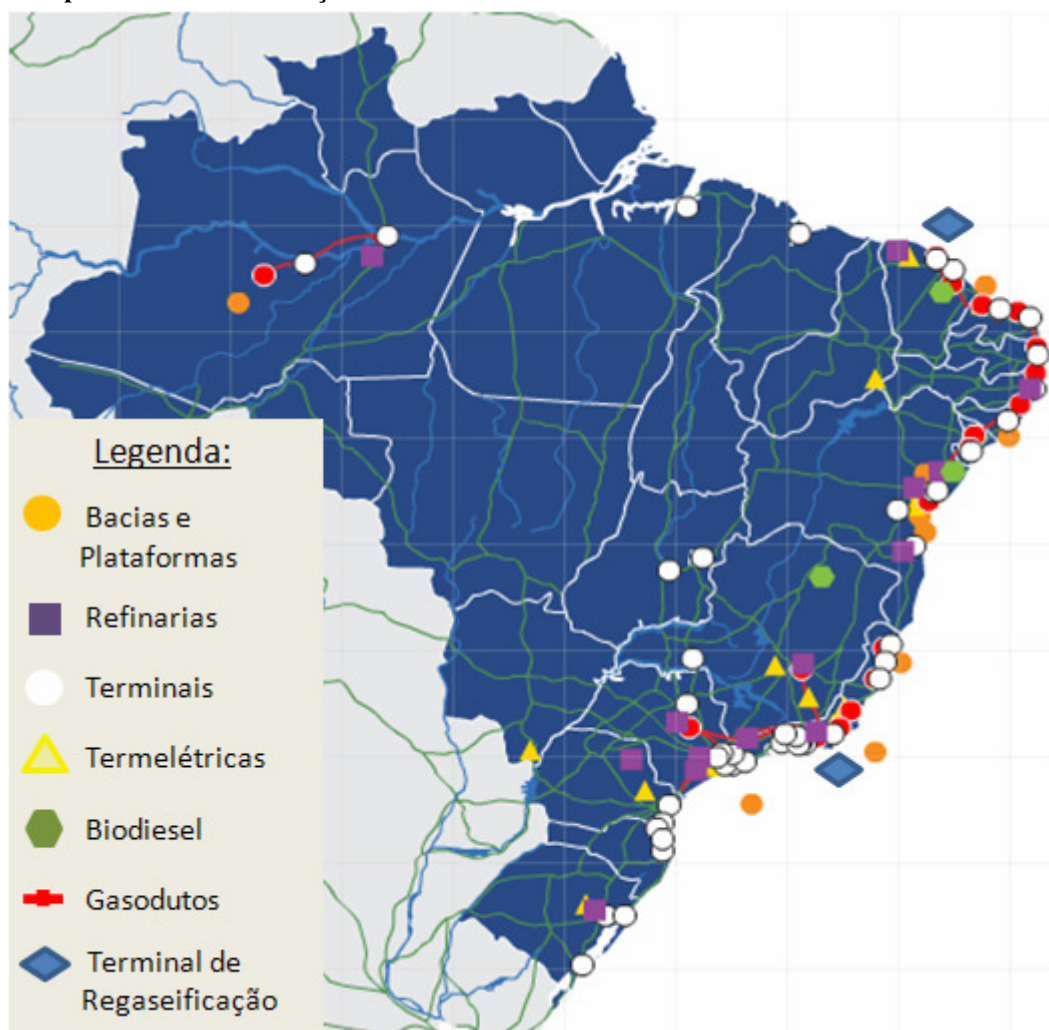 Legenda:
Bacias e
Plataformas
Refinarias
Terminais
Termelétricas
Biodiesel
Gasodutos
Terminal de
Regaseificação